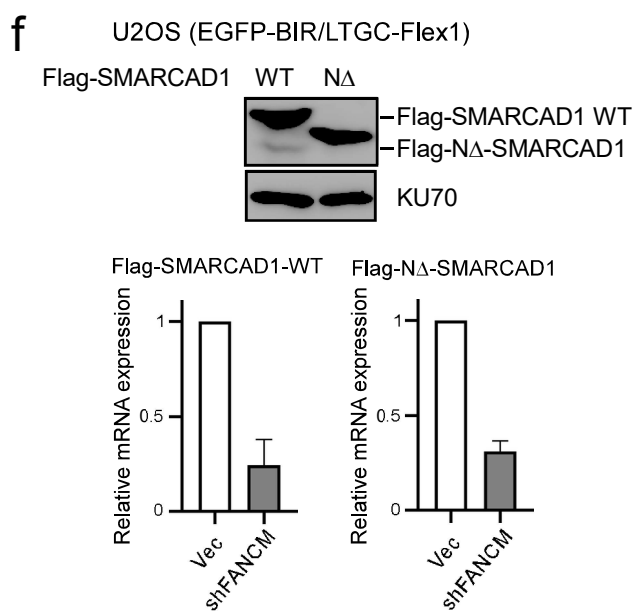 f
U2OS (EGFP-BIR/LTGC-Flex1)
Flag-SMARCAD1 WT NΔ
Flag-SMARCAD1 WT
Flag-NΔ-SMARCAD1
KU70
Flag-SMARCAD1-WT
Relative mRNA expression
1
0.5
0
Vec
shFANCM
Flag-NΔ-SMARCAD1
Relative mRNA expression
1
0.5
0
Vec
shFANCM